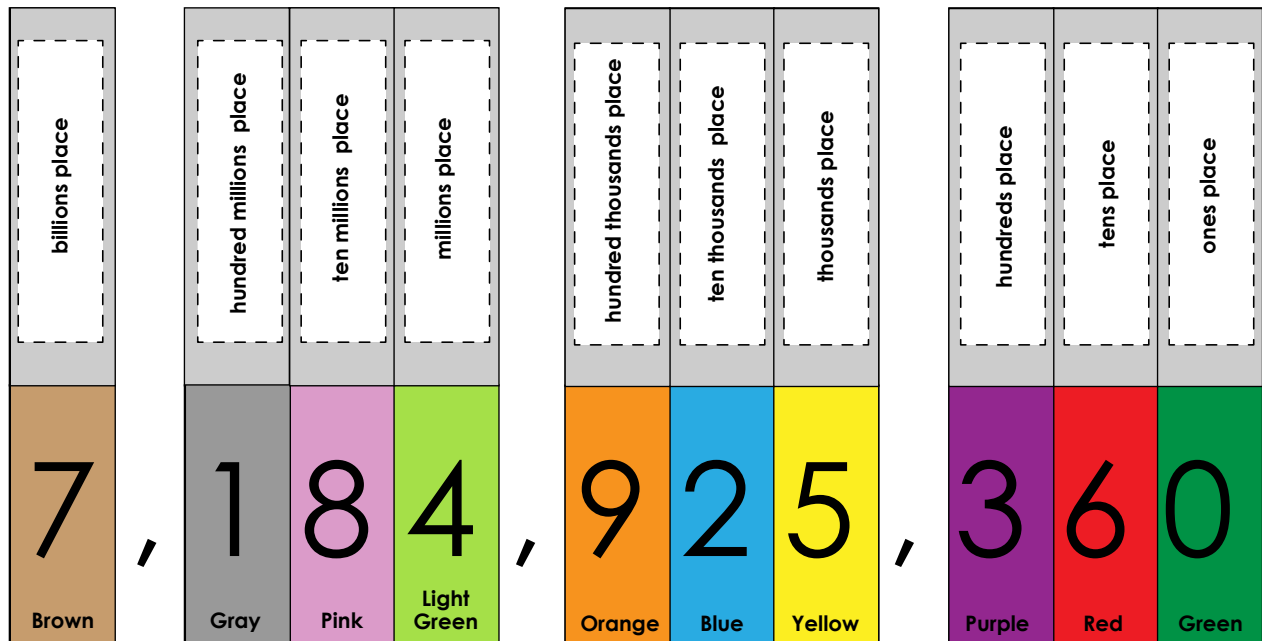 billions place
hundred millions place
ten millions place
millions place
hundred thousands place
ten thousands place
thousands place
hundreds place
tens place
ones place
7,184,925,360
Brown
Gray
Pink
Light
Green
Orange
Blue
Yellow
Purple
Red
Green